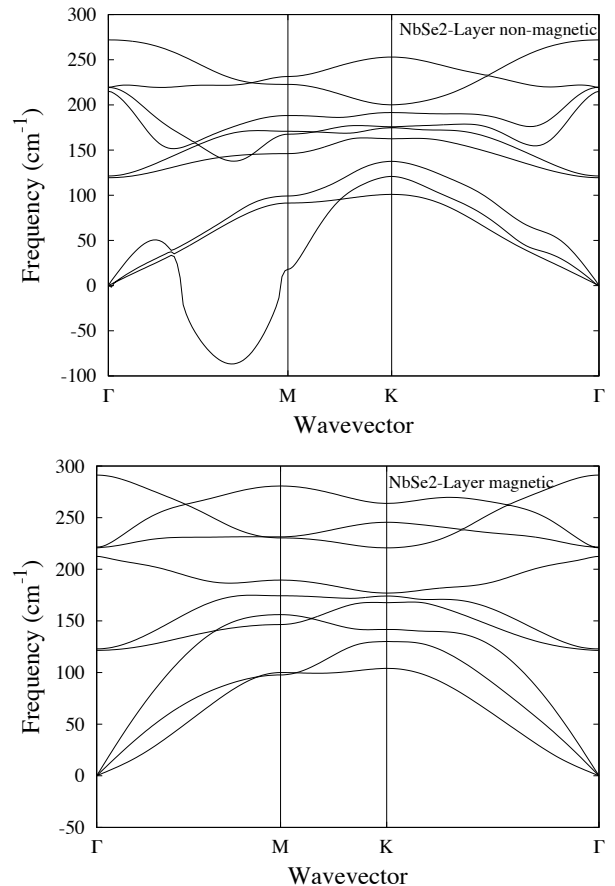 NbSe2-Layer non-magnetic
300
250
200
150
100
50
0
-50
-100
Frequency (cm⁻¹)
Γ M K Γ
Wavevector
NbSe2-Layer magnetic
300
250
200
150
100
50
0
-50
Frequency (cm⁻¹)
Γ M K Γ
Wavevector